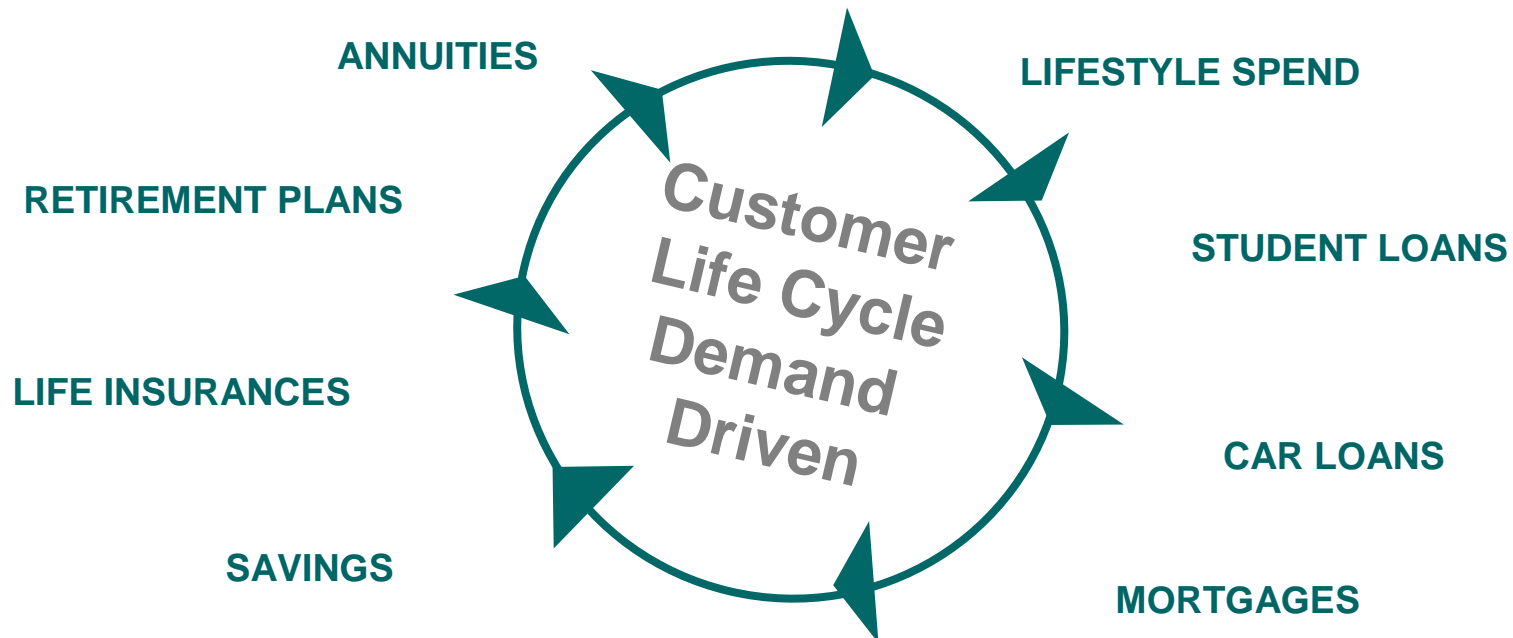 ANNUITIES
LIFESTYLE SPEND
RETIREMENT PLANS
STUDENT LOANS
Customer
Life Cycle
Demand
Driven
LIFE INSURANCES
CAR LOANS
SAVINGS
MORTGAGES